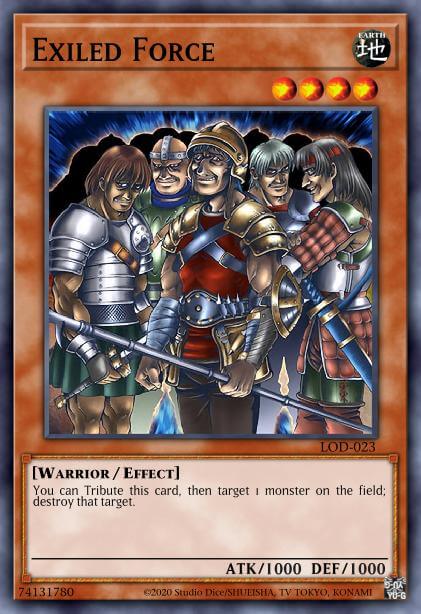 EXILED FORCE
EARTH
地
LOD-023
[WARRIOR / EFFECT]
You can Tribute this card, then target 1 monster on the field;
destroy that target.
ATK/1000 DEF/1000
74131780
©2020 Studio Dice/SHUEISHA, TV TOKYO, KONAMI